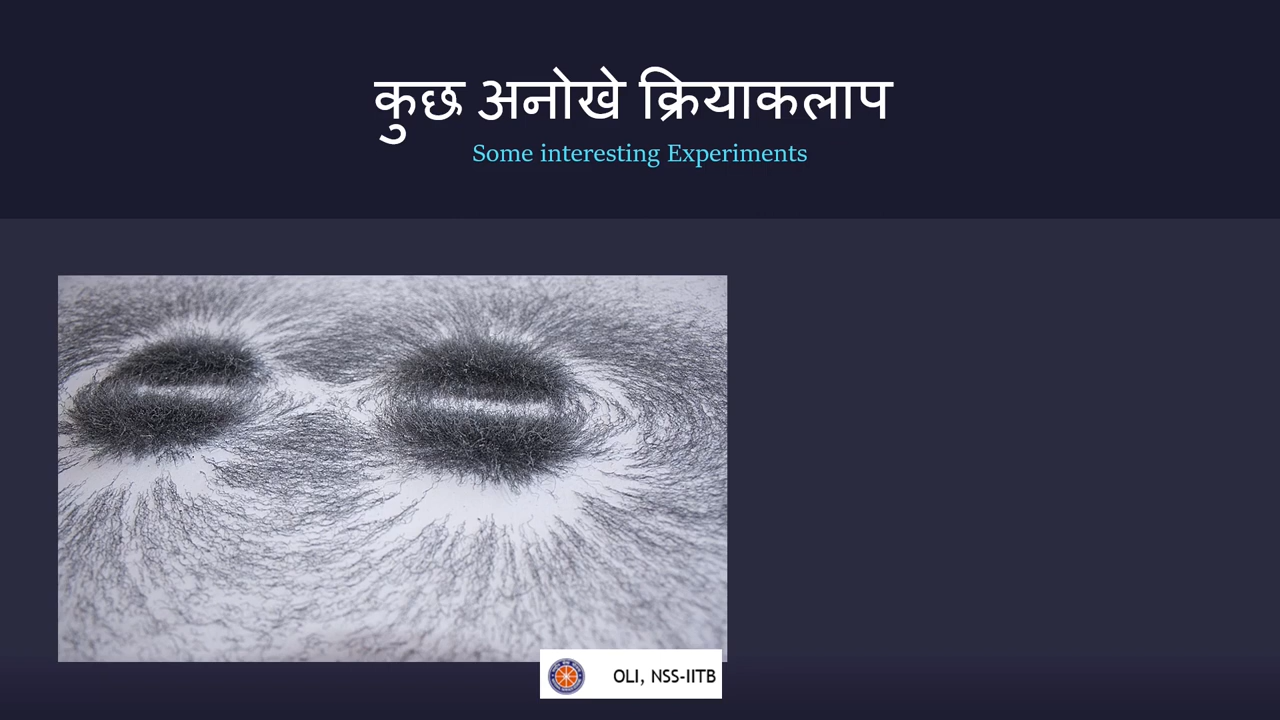 कुछ अनोखे क्रियाकलाप
Some interesting Experiments
OLI, NSS-IITB